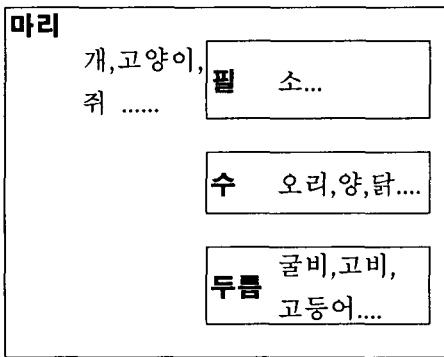 마리
개,고양이,
쥐 ......
필 소...
수 오리,양,닭....
두름 굴비,고비,
고등어....